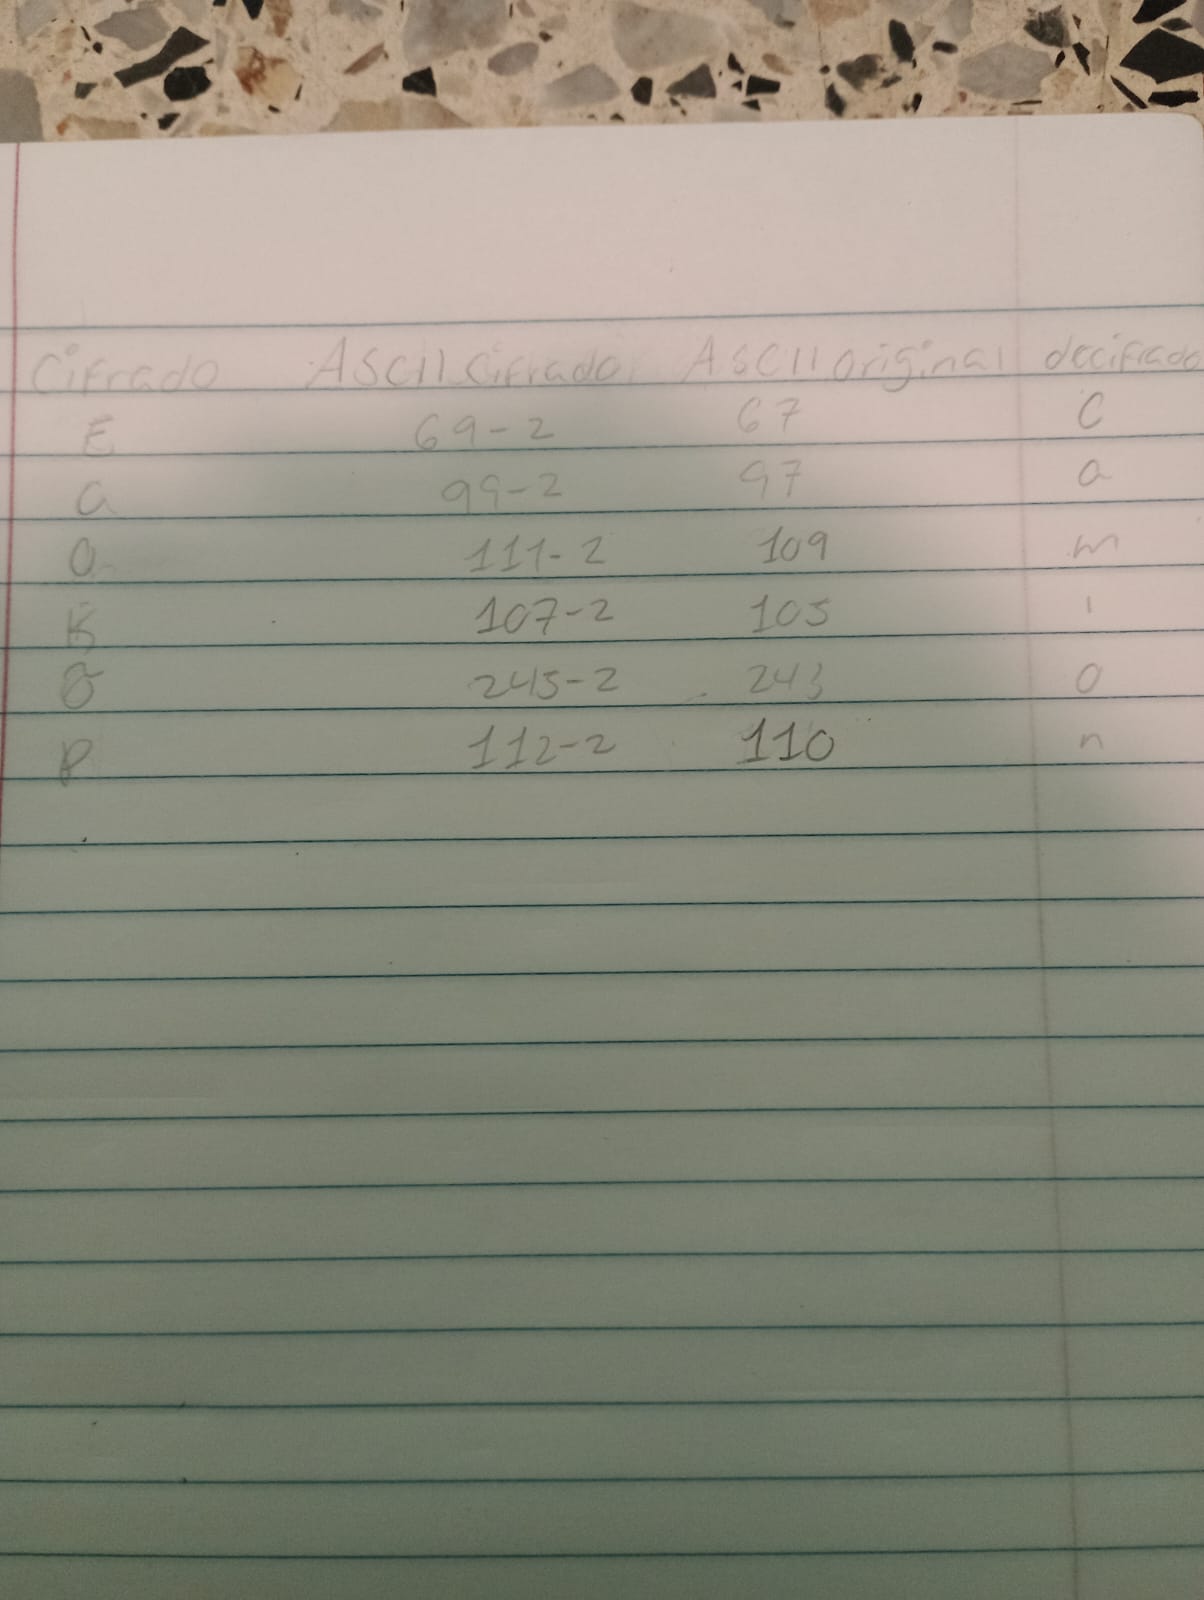 Cifrado ASCII Cifrado ASCII original decifrado
E 69-2 67 C
a 99-2 97 a
O 111-2 109 m
K 107-2 105 i
õ 245-2 243 o
P 112-2 110 n